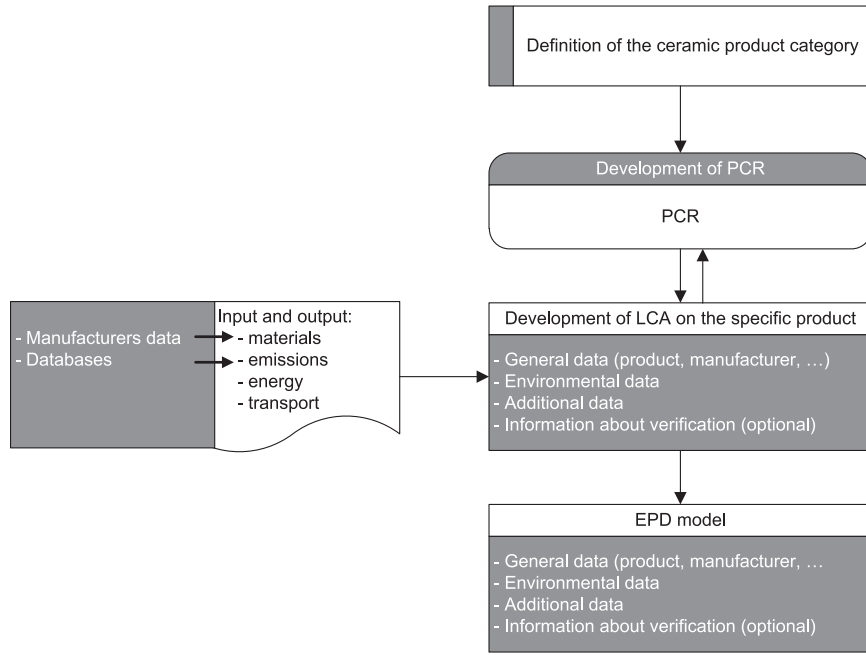 Definition of the ceramic product category
Development of PCR
PCR
Input and output:
- Manufacturers data
- Databases
- materials
- emissions
- energy
- transport
Development of LCA on the specific product
- General data (product, manufacturer, …)
- Environmental data
- Additional data
- Information about verification (optional)
EPD model
- General data (product, manufacturer, …
- Environmental data
- Additional data
- Information about verification (optional)